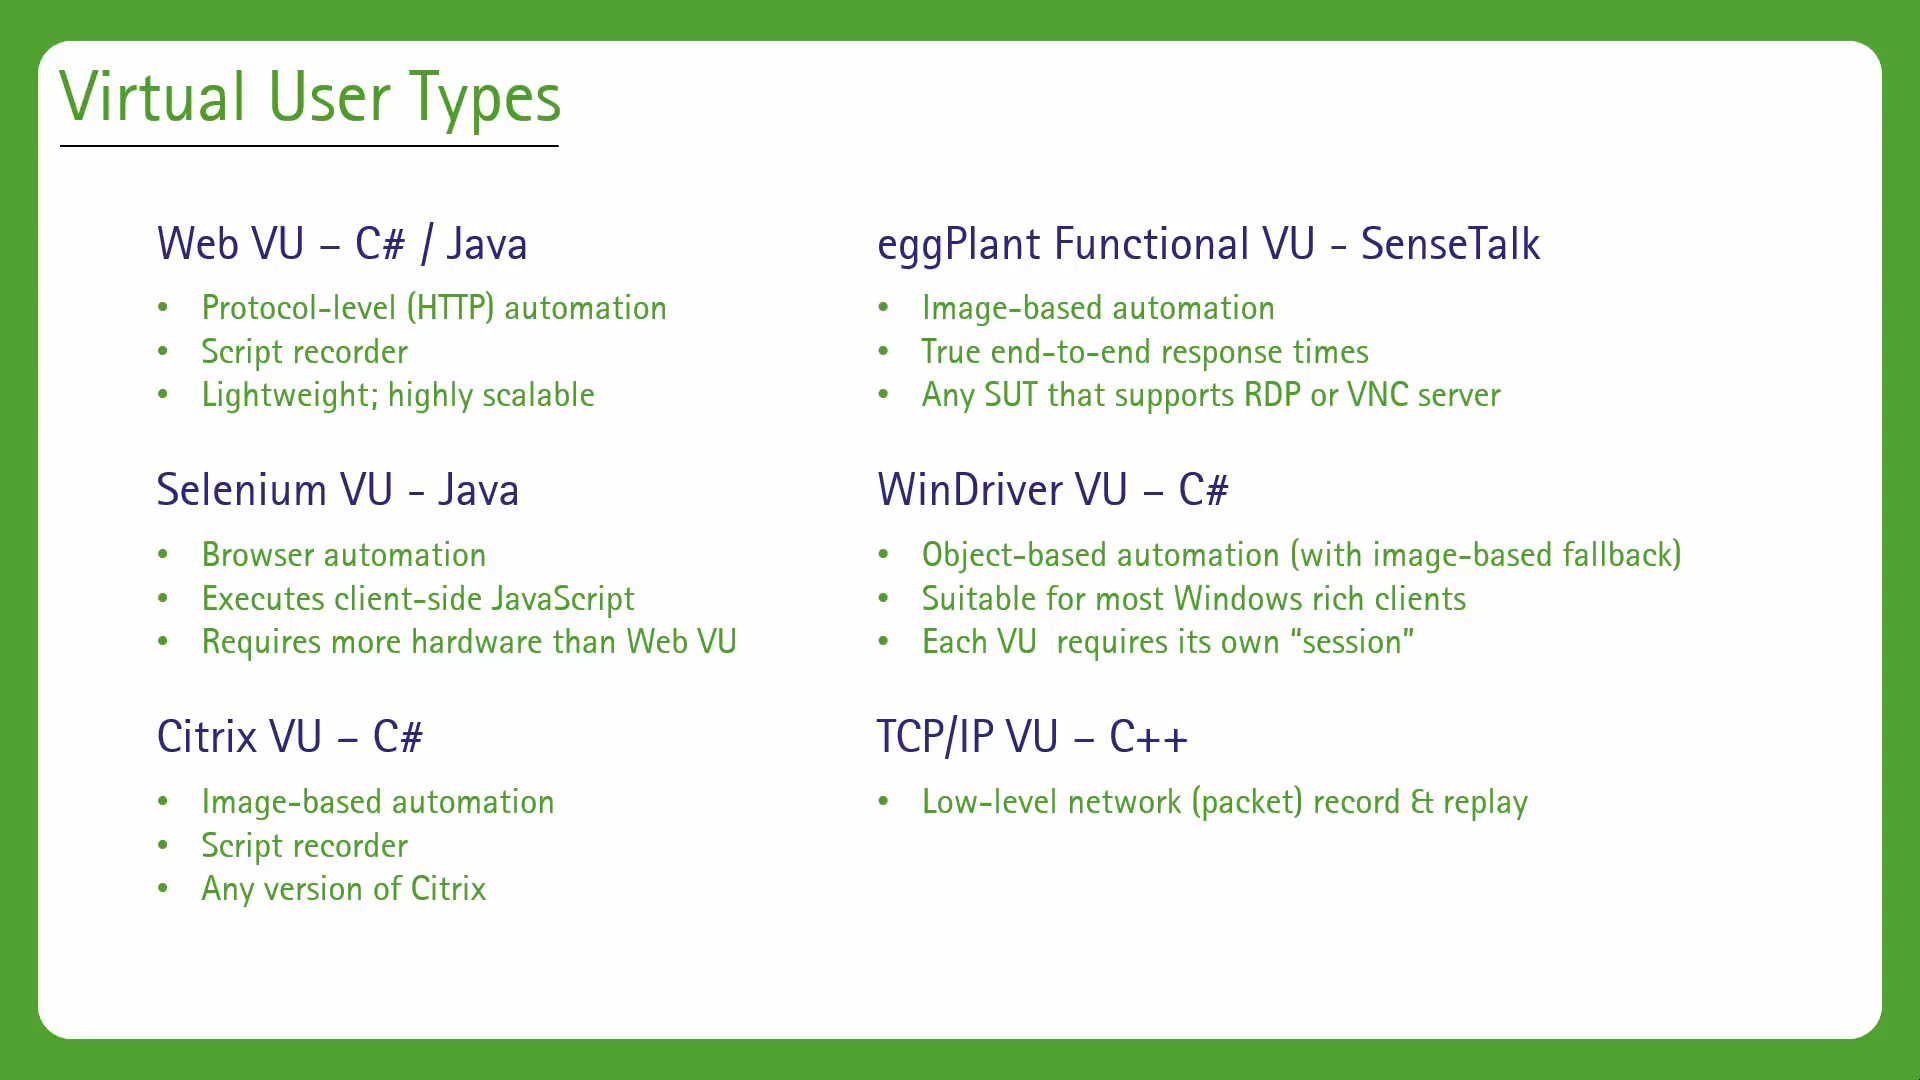 Virtual User Types
Web VU – C# / Java
• Protocol-level (HTTP) automation
• Script recorder
• Lightweight; highly scalable
Selenium VU - Java
• Browser automation
• Executes client-side JavaScript
• Requires more hardware than Web VU
Citrix VU – C#
• Image-based automation
• Script recorder
• Any version of Citrix
eggPlant Functional VU - SenseTalk
• Image-based automation
• True end-to-end response times
• Any SUT that supports RDP or VNC server
WinDriver VU – C#
• Object-based automation (with image-based fallback)
• Suitable for most Windows rich clients
• Each VU  requires its own “session”
TCP/IP VU – C++
• Low-level network (packet) record & replay